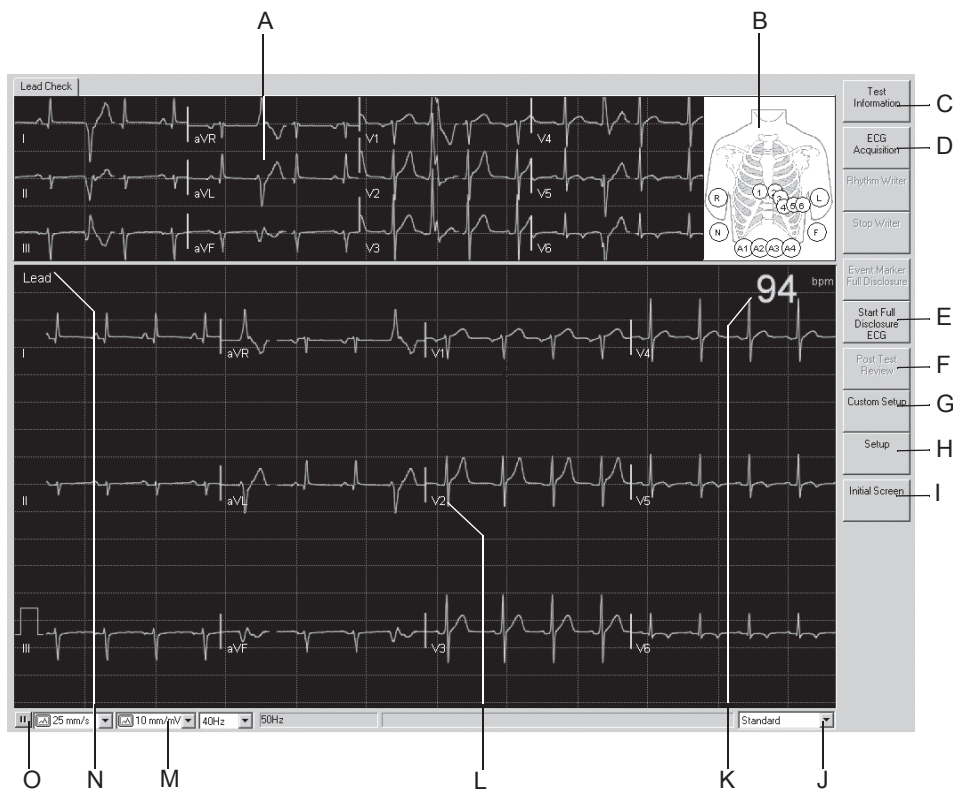 A
B
Lead Check
I
aVR
V1
V4
II
aVL
V2
V5
III
aVF
V3
V6
R
L
N
F
1
2
3
4
5
6
A1 A2 A3 A4
Test
Information
C
ECG
Acquisition
D
Rhythm Writer
Stop Writer
Event Marker
Full Disclosure
Start Full
Disclosure
ECG
E
Post Test
Review
F
Custom Setup
G
Setup
H
Initial Screen
I
Lead
94 bpm
I
aVR
V1
V4
II
aVL
V2
V5
III
aVF
V3
V6
25 mm/s
10 mm/mV
40Hz
50Hz
Standard
O
N
M
L
K
J